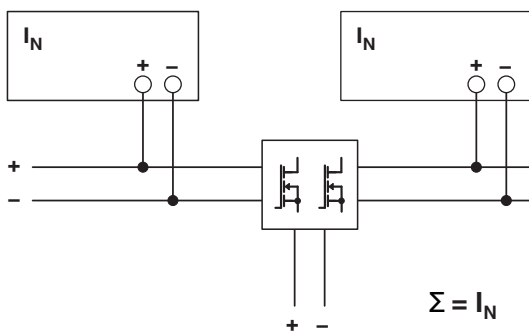 I_N
+ −
I_N
+ −
+
−
+ −
Σ = I_N